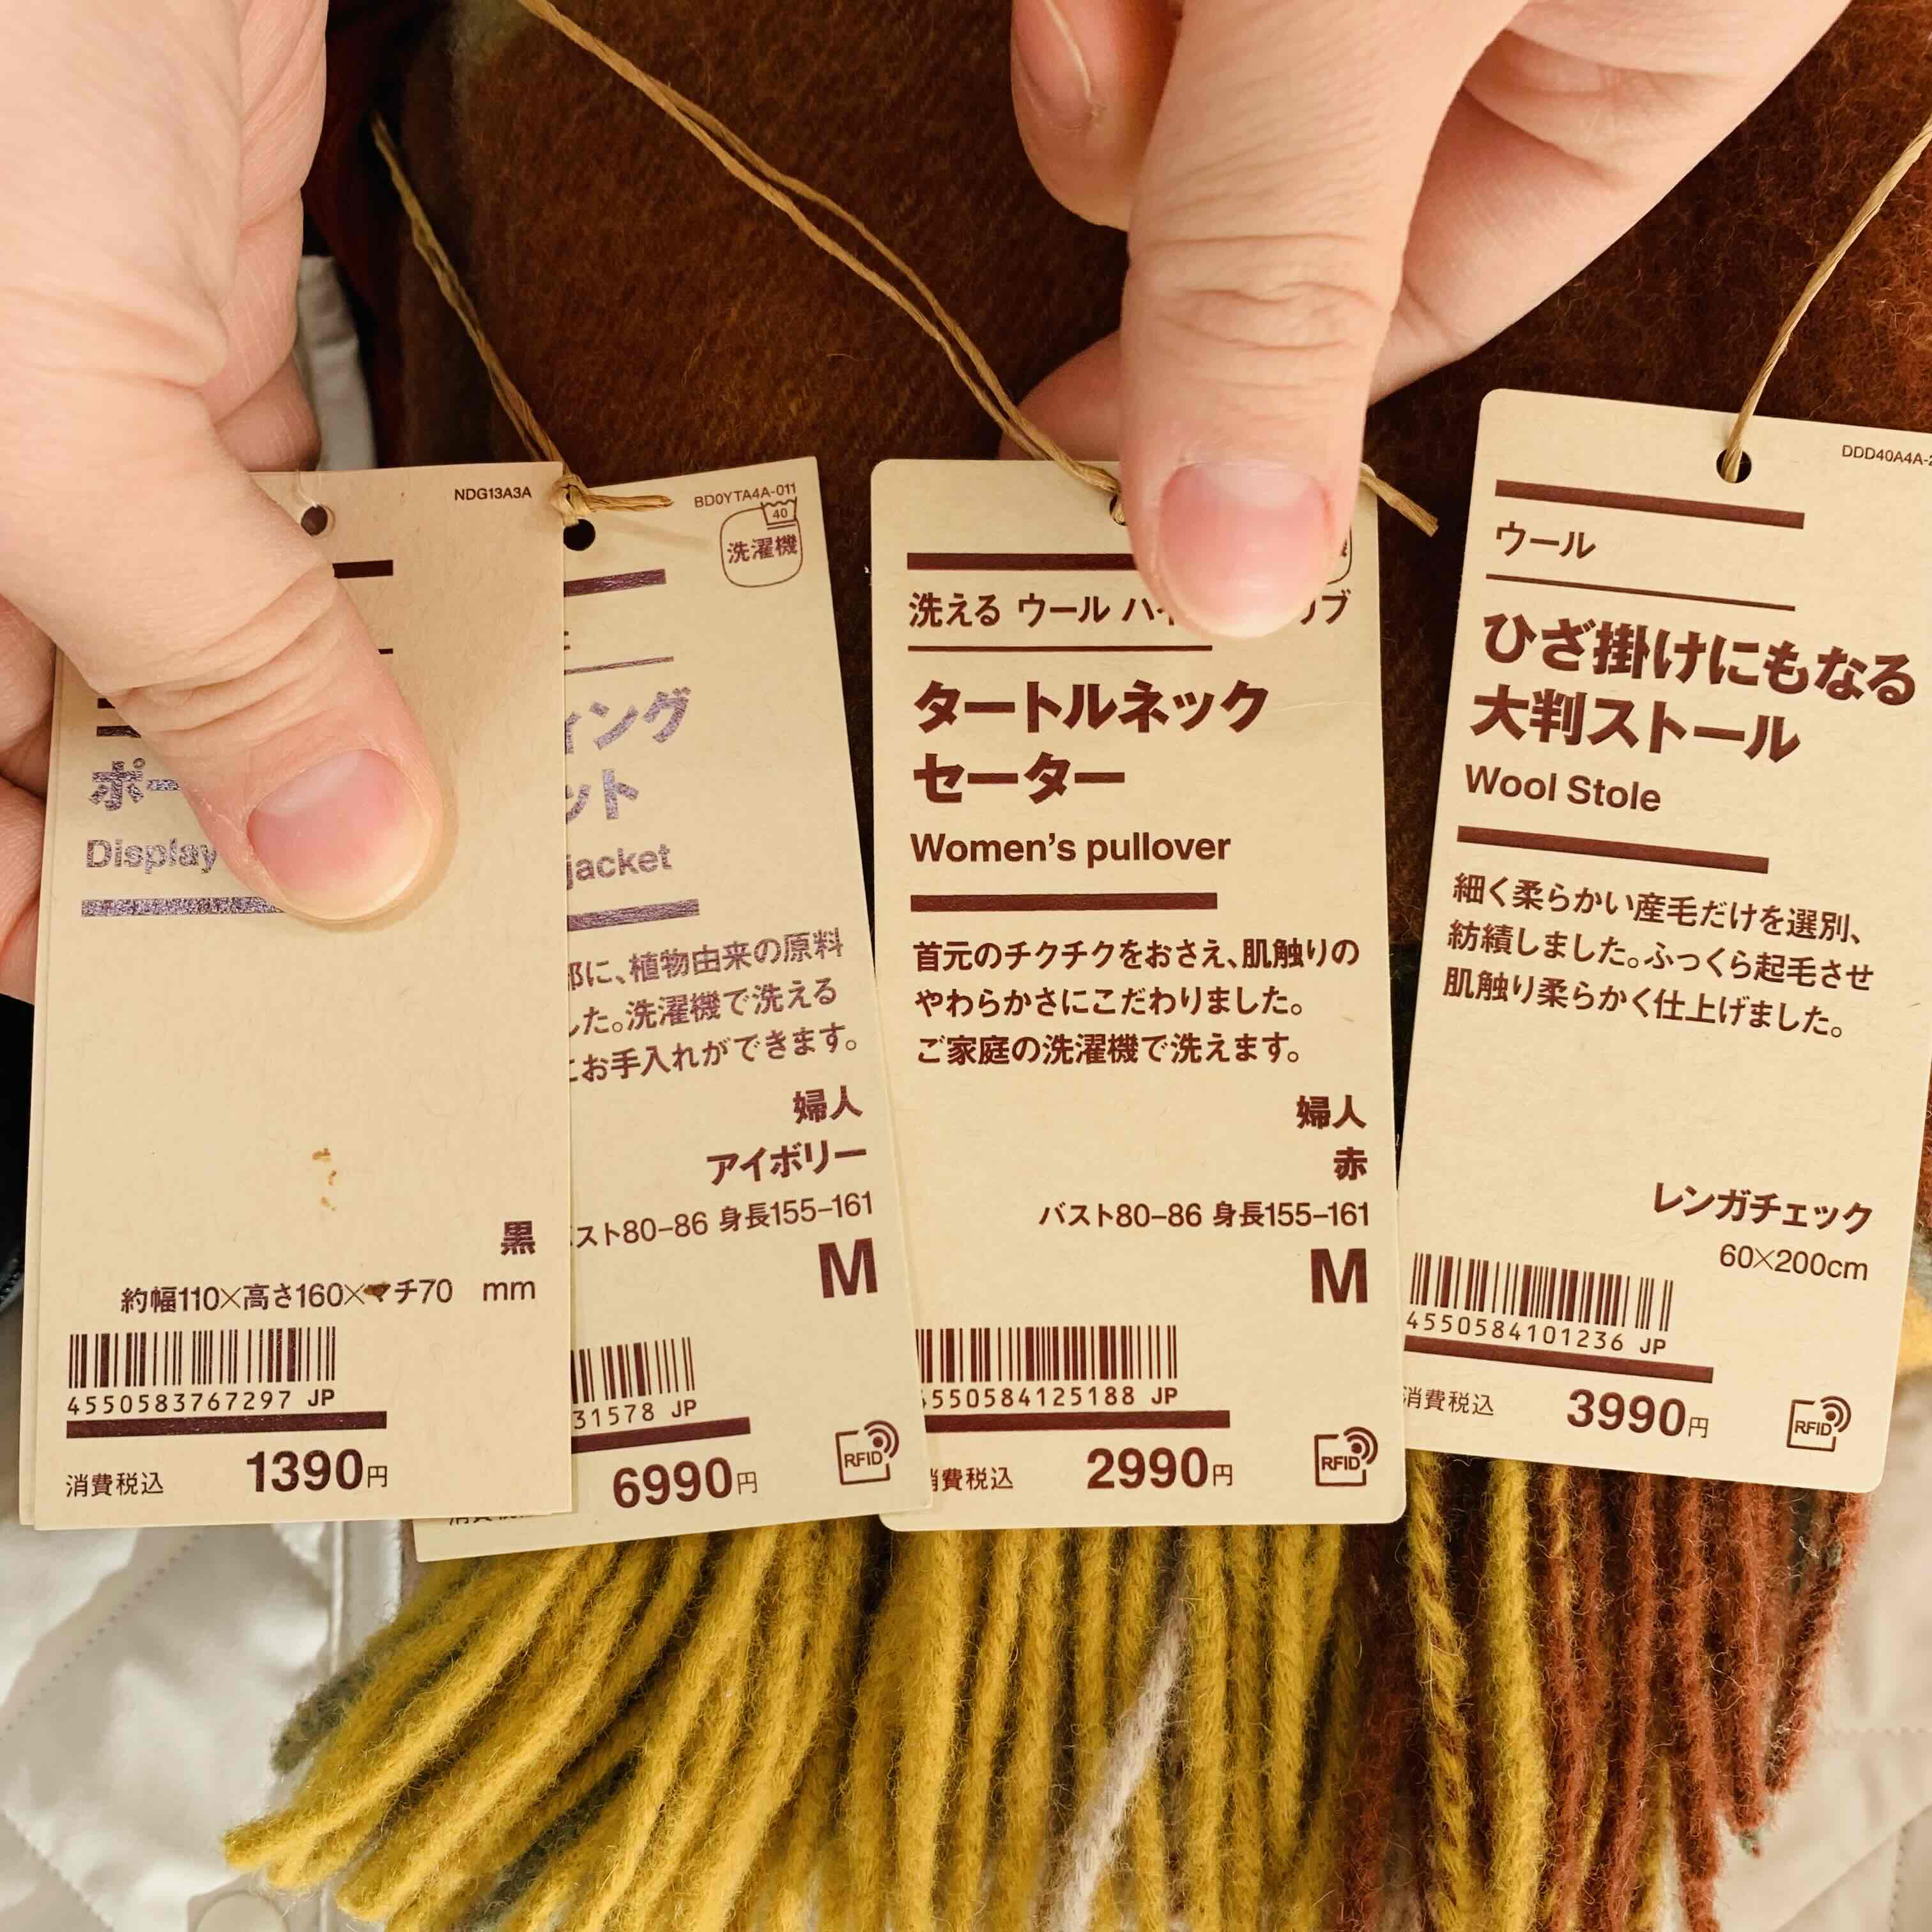 NDG13A3A
ポー
Display
黒
約幅110×高さ160×マチ70 mm
4550583767297 JP
消費税込 1390円
BD0YTA4A-011
40
洗濯機
ィング
ット
jacket
部に、植物由来の原料
した。洗濯機で洗える
お手入れができます。
婦人
アイボリー
バスト80–86 身長155–161
M
31578 JP
6990円
RFID
洗える ウール ハイ リブ
タートルネック
セーター
Women's pullover
首元のチクチクをおさえ、肌触りの
やわらかさにこだわりました。
ご家庭の洗濯機で洗えます。
婦人
赤
バスト80–86 身長155–161
M
4550584125188 JP
消費税込 2990円
RFID
DDD40A4A-2
ウール
ひざ掛けにもなる
大判ストール
Wool Stole
細く柔らかい産毛だけを選別、
紡績しました。ふっくら起毛させ
肌触り柔らかく仕上げました。
レンガチェック
60×200cm
4550584101236 JP
消費税込 3990円
RFID